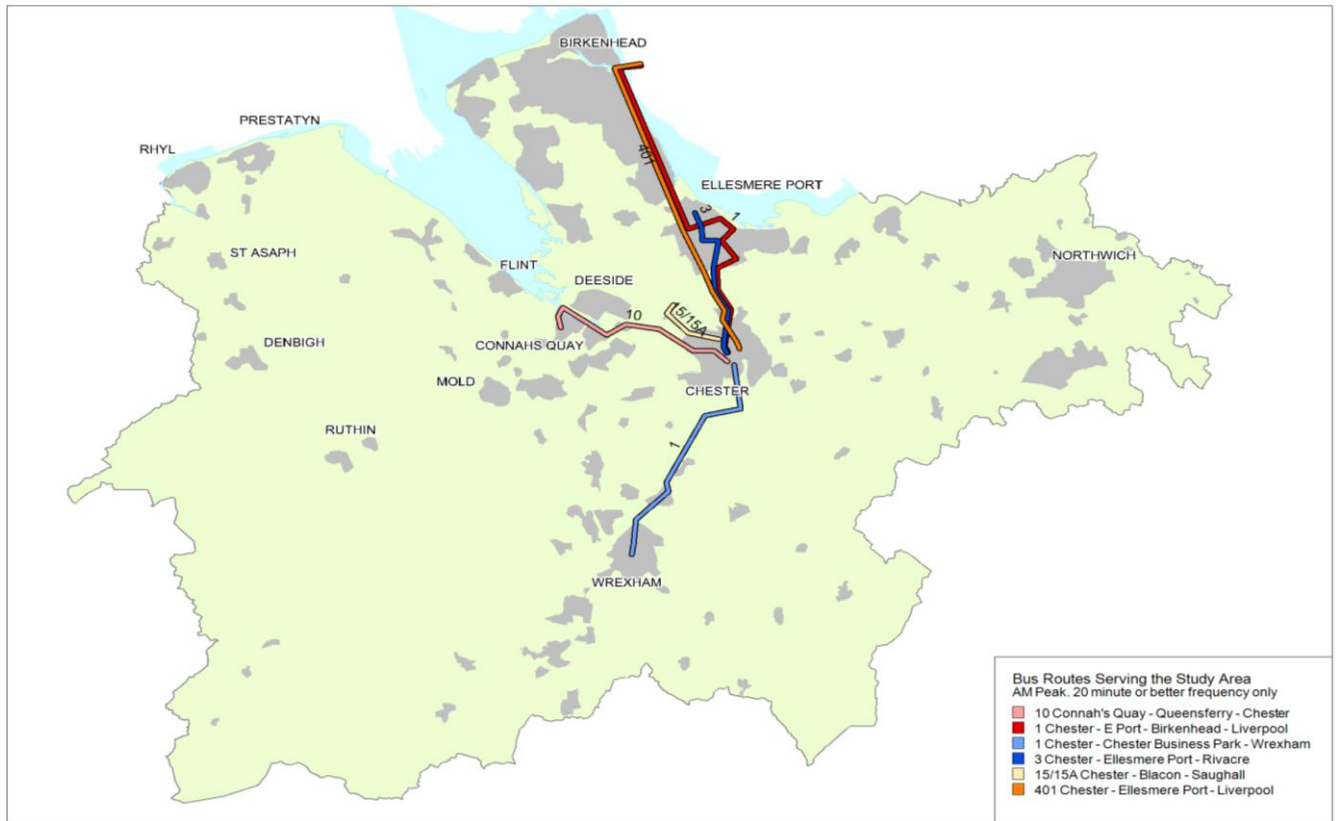 BIRKENHEAD
PRESTATYN
RHYL
401
ELLESMERE PORT
3
1
ST ASAPH
FLINT
NORTHWICH
DEESIDE
15/15A
10
DENBIGH
CONNAHS QUAY
MOLD
CHESTER
RUTHIN
1
WREXHAM
Bus Routes Serving the Study Area
AM Peak. 20 minute or better frequency only
10 Connah's Quay - Queensferry - Chester
1 Chester - E Port - Birkenhead - Liverpool
1 Chester - Chester Business Park - Wrexham
3 Chester - Ellesmere Port - Rivacre
15/15A Chester - Blacon - Saughall
401 Chester - Ellesmere Port - Liverpool